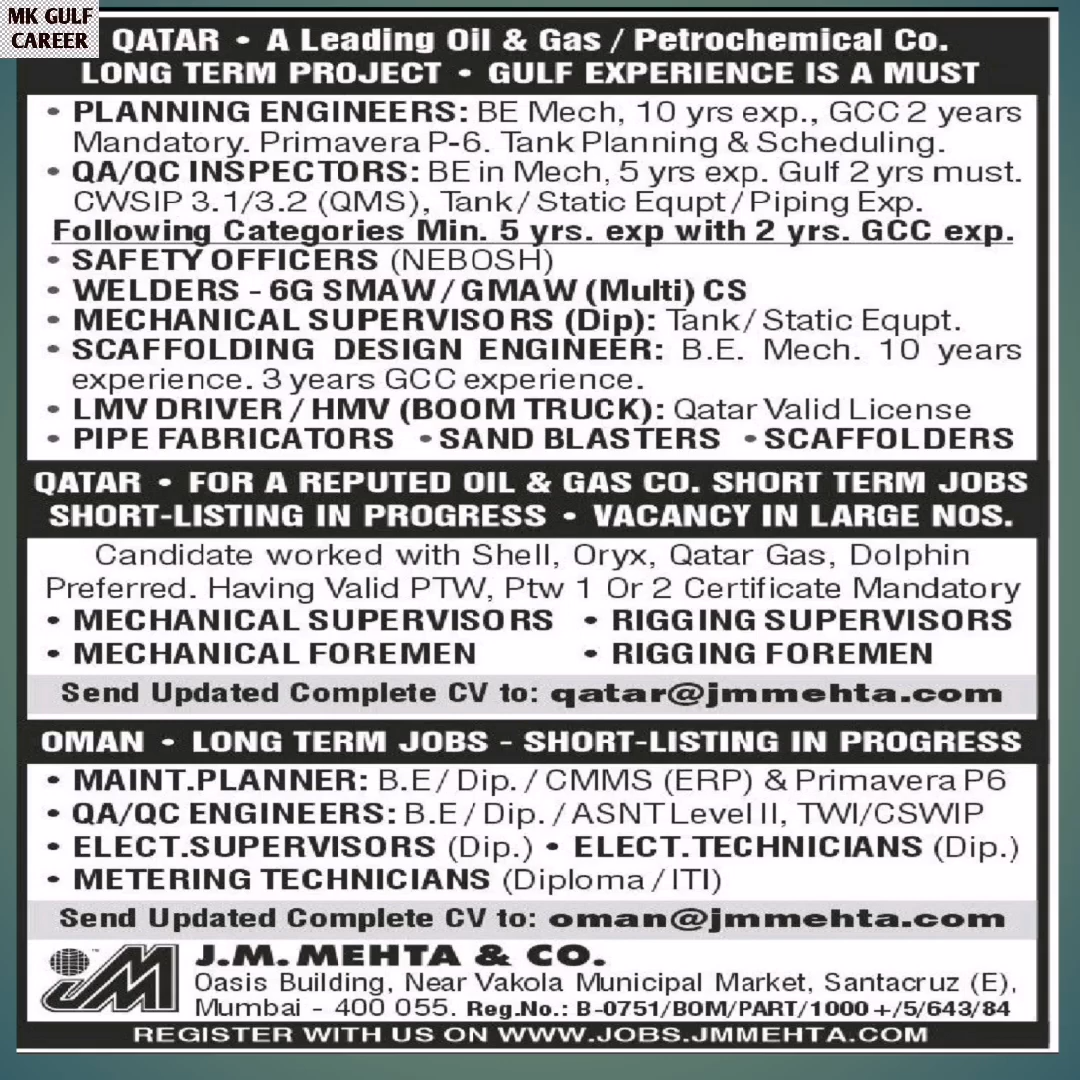 MK GULF
CAREER
QATAR • A Leading Oil & Gas / Petrochemical Co.
LONG TERM PROJECT • GULF EXPERIENCE IS A MUST
• PLANNING ENGINEERS: BE Mech, 10 yrs exp., GCC 2 years
Mandatory. Primavera P-6. Tank Planning & Scheduling.
• QA/QC INSPECTORS: BE in Mech, 5 yrs exp. Gulf 2 yrs must.
CWSIP 3.1/3.2 (QMS), Tank / Static Equpt / Piping Exp.
Following Categories Min. 5 yrs. exp with 2 yrs. GCC exp.
• SAFETY OFFICERS (NEBOSH)
• WELDERS - 6G SMAW / GMAW (Multi) CS
• MECHANICAL SUPERVISORS (Dip): Tank / Static Equpt.
• SCAFFOLDING DESIGN ENGINEER: B.E. Mech. 10 years
experience. 3 years GCC experience.
• LMV DRIVER / HMV (BOOM TRUCK): Qatar Valid License
• PIPE FABRICATORS • SAND BLASTERS • SCAFFOLDERS
QATAR • FOR A REPUTED OIL & GAS CO. SHORT TERM JOBS
SHORT-LISTING IN PROGRESS • VACANCY IN LARGE NOS.
Candidate worked with Shell, Oryx, Qatar Gas, Dolphin
Preferred. Having Valid PTW, Ptw 1 Or 2 Certificate Mandatory
• MECHANICAL SUPERVISORS • RIGGING SUPERVISORS
• MECHANICAL FOREMEN • RIGGING FOREMEN
Send Updated Complete CV to: qatar@jmmehta.com
OMAN • LONG TERM JOBS - SHORT-LISTING IN PROGRESS
• MAINT.PLANNER: B.E / Dip. / CMMS (ERP) & Primavera P6
• QA/QC ENGINEERS: B.E / Dip. / ASNT Level II, TWI/CSWIP
• ELECT.SUPERVISORS (Dip.) • ELECT.TECHNICIANS (Dip.)
• METERING TECHNICIANS (Diploma / ITI)
Send Updated Complete CV to: oman@jmmehta.com
J.M. MEHTA & CO.
Oasis Building, Near Vakola Municipal Market, Santacruz (E),
Mumbai - 400 055. Reg.No.: B-0751/BOM/PART/1000+/5/643/84
REGISTER WITH US ON WWW.JOBS.JMMEHTA.COM